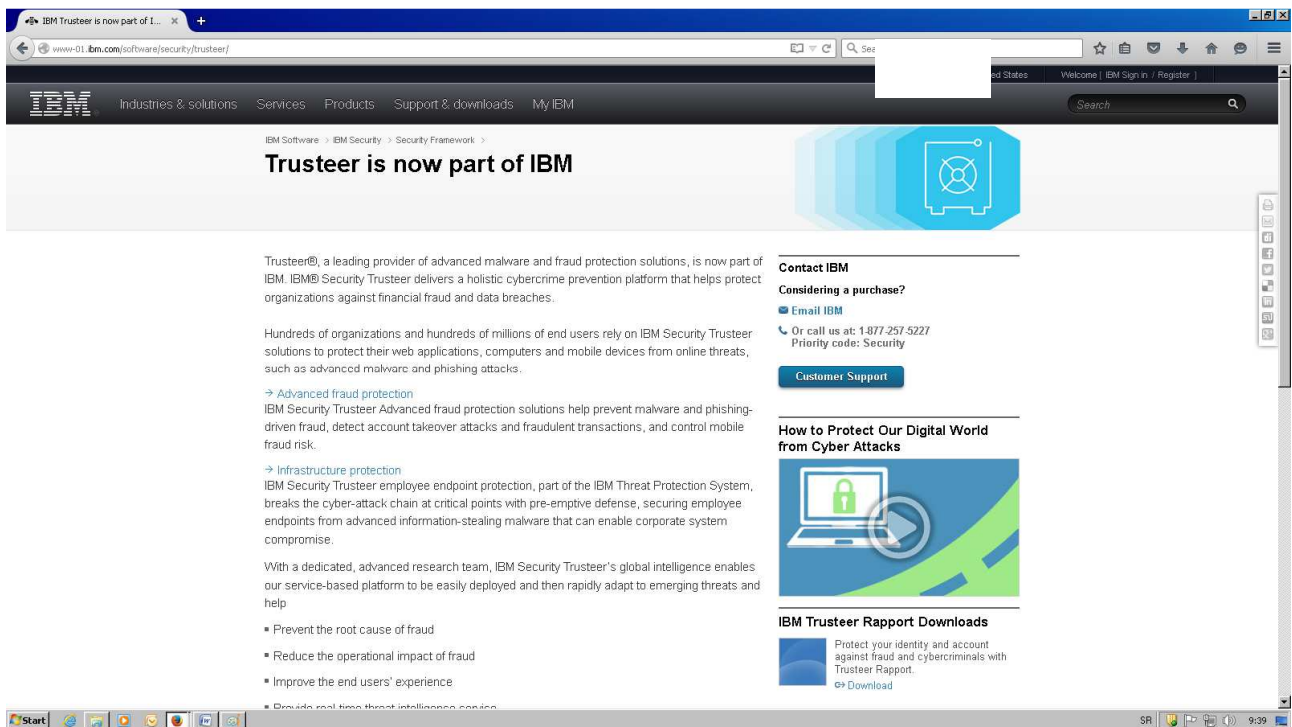 IBM Trusteer is now part of I...
www-01.ibm.com/software/security/trusteer/
Sea
ed States
Welcome [ IBM Sign in / Register ]
IBM
Industries & solutions
Services
Products
Support & downloads
My IBM
Search
IBM Software > IBM Security > Security Framework >
Trusteer is now part of IBM
Trusteer®, a leading provider of advanced malware and fraud protection solutions, is now part of
IBM. IBM® Security Trusteer delivers a holistic cybercrime prevention platform that helps protect
organizations against financial fraud and data breaches.
Hundreds of organizations and hundreds of millions of end users rely on IBM Security Trusteer
solutions to protect their web applications, computers and mobile devices from online threats,
such as advanced malware and phishing attacks.
→ Advanced fraud protection
IBM Security Trusteer Advanced fraud protection solutions help prevent malware and phishing-
driven fraud, detect account takeover attacks and fraudulent transactions, and control mobile
fraud risk.
→ Infrastructure protection
IBM Security Trusteer employee endpoint protection, part of the IBM Threat Protection System,
breaks the cyber-attack chain at critical points with pre-emptive defense, securing employee
endpoints from advanced information-stealing malware that can enable corporate system
compromise.
With a dedicated, advanced research team, IBM Security Trusteer's global intelligence enables
our service-based platform to be easily deployed and then rapidly adapt to emerging threats and
help
▪ Prevent the root cause of fraud
▪ Reduce the operational impact of fraud
▪ Improve the end users' experience
▪ Provide real time threat intelligence service
Contact IBM
Considering a purchase?
Email IBM
Or call us at: 1-877-257-5227
Priority code: Security
Customer Support
How to Protect Our Digital World
from Cyber Attacks
IBM Trusteer Rapport Downloads
Protect your identity and account
against fraud and cybercriminals with
Trusteer Rapport.
Download
Start
SR
9:39